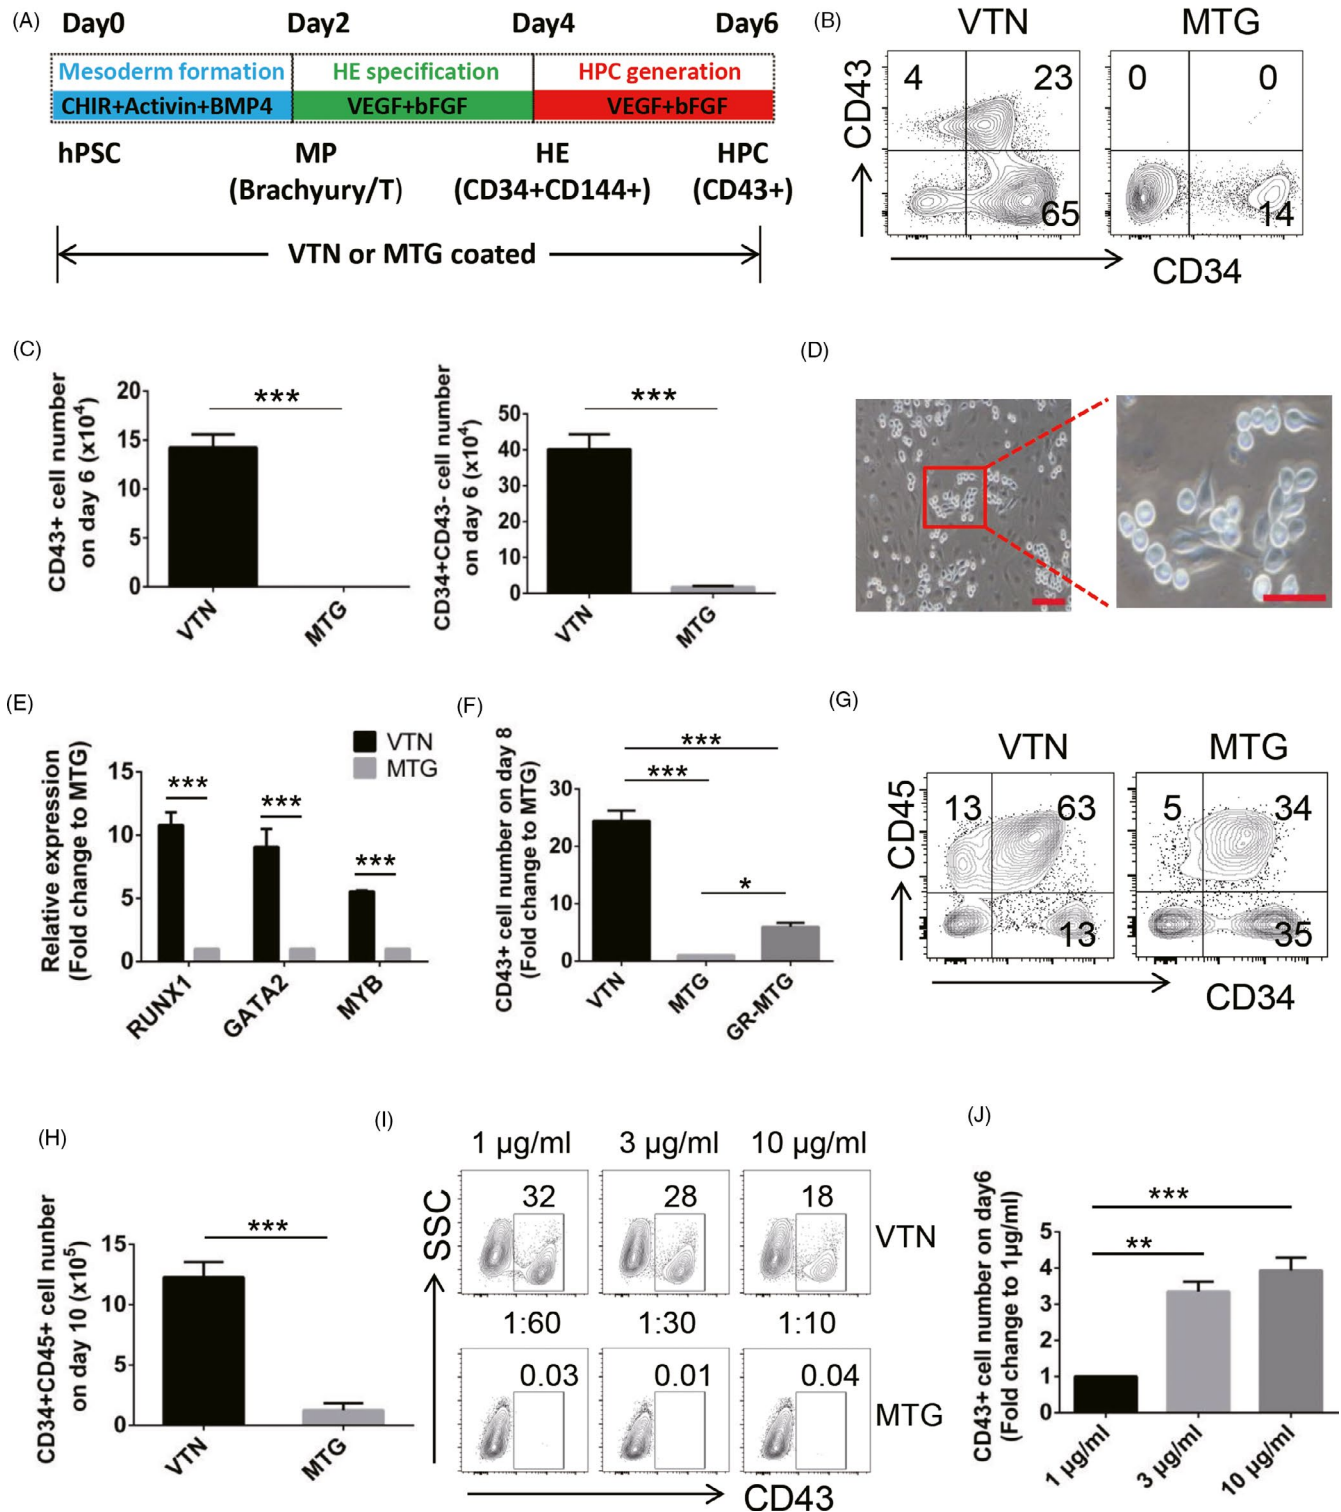 (A)
Day0 Day2 Day4 Day6
Mesoderm formation HE specification HPC generation
CHIR+Activin+BMP4 VEGF+bFGF VEGF+bFGF
hPSC MP HE HPC
(Brachyury/T) (CD34+CD144+) (CD43+)
VTN or MTG coated
(B)
VTN MTG
CD43
4 23 0 0
65 14
CD34
(C)
CD43+ cell number
on day 6 (x10⁴)
20
15
10
5
0
***
VTN MTG
CD34+CD43- cell number
on day 6 (x10⁴)
50
40
30
20
10
0
***
VTN MTG
(D)
(E)
Relative expression
(Fold change to MTG)
VTN
MTG
15
10
5
0
*** *** ***
RUNX1 GATA2 MYB
(F)
CD43+ cell number on day 8
(Fold change to MTG)
30
20
10
0
***
***
*
VTN MTG GR-MTG
(G)
VTN MTG
CD45
13 63 5 34
13 35
CD34
(H)
CD34+CD45+ cell nunber
on day 10 (x10⁵)
15
10
5
0
***
VTN MTG
(I)
1 µg/ml 3 µg/ml 10 µg/ml
SSC
32 28 18
VTN
1:60 1:30 1:10
0.03 0.01 0.04
MTG
CD43
(J)
CD43+ cell number on day6
(Fold change to 1µg/ml)
5
4
3
2
1
0
***
**
1 µg/ml 3 µg/ml 10 µg/ml